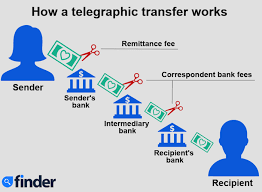 How a telegraphic transfer works
Remittance fee
Correspondent bank fees
Sender
Sender's
bank
Intermediary
bank
Recipient's
bank
Recipient
finder